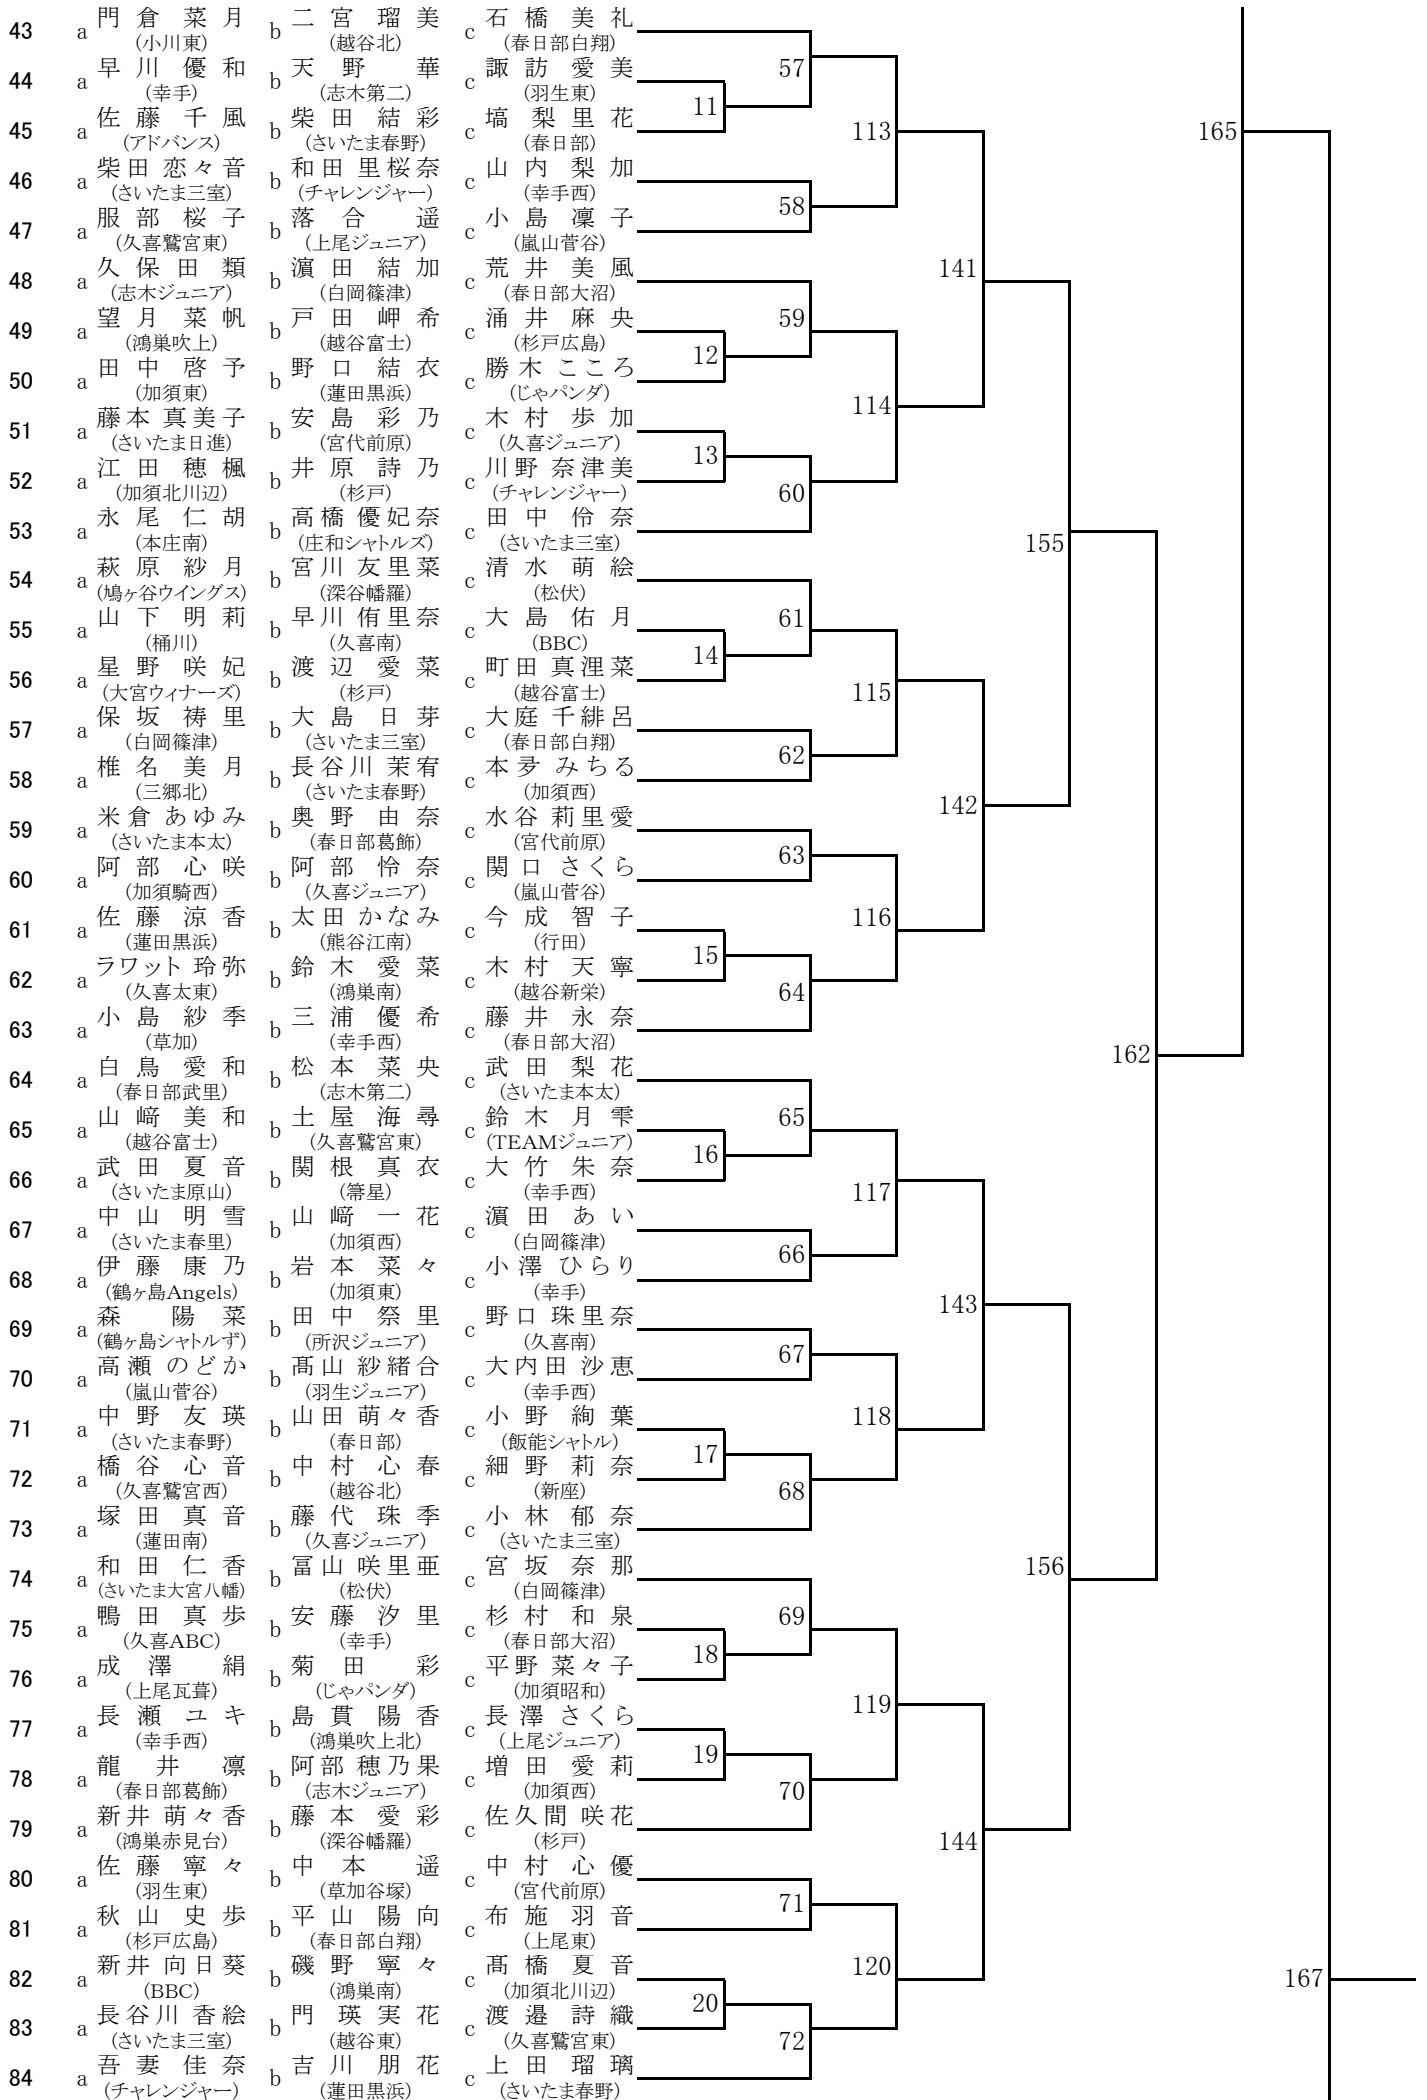 43 a 門倉菜月 b 二宮瑠美 c 石橋美礼
(小川東) (越谷北) (春日部白翔)
44 a 早川優和 b 天野華 c 諏訪愛美 57
(幸手) (志木第二) (羽生東)
11
45 a 佐藤千風 b 柴田結彩 c 塙梨里花 113 165
(アドバンス) (さいたま春野) (春日部)
46 a 柴田恋々音 b 和田里桜奈 c 山内梨加
(さいたま三室) (チャレンジャー) (幸手西)
58
47 a 服部桜子 b 落合遥 c 小島凜子
(久喜鷲宮東) (上尾ジュニア) (嵐山菅谷)
48 a 久保田類 b 濵田結加 c 荒井美風 141
(志木ジュニア) (白岡篠津) (春日部大沼)
49 a 望月菜帆 b 戸田岬希 c 涌井麻央 59
(鴻巣吹上) (越谷富士) (杉戸広島)
12
50 a 田中啓予 b 野口結衣 c 勝木こころ
(加須東) (蓮田黒浜) (じゃパンダ)
114
51 a 藤本真美子 b 安島彩乃 c 木村歩加
(さいたま日進) (宮代前原) (久喜ジュニア)
13
52 a 江田穂楓 b 井原詩乃 c 川野奈津美
(加須北川辺) (杉戸) (チャレンジャー)
60
53 a 永尾仁胡 b 高橋優妃奈 c 田中伶奈
(本庄南) (庄和シャトルズ) (さいたま三室)
155
54 a 萩原紗月 b 宮川友里菜 c 清水萌絵
(鳩ヶ谷ウイングス) (深谷幡羅) (松伏)
55 a 山下明莉 b 早川侑里奈 c 大島佑月 61
(桶川) (久喜南) (BBC)
14
56 a 星野咲妃 b 渡辺愛菜 c 町田真浬菜
(大宮ウィナーズ) (杉戸) (越谷富士)
115
57 a 保坂祷里 b 大島日芽 c 大庭千緋呂
(白岡篠津) (さいたま三室) (春日部白翔)
62
58 a 椎名美月 b 長谷川茉宥 c 本夛みちる
(三郷北) (さいたま春野) (加須西)
142
59 a 米倉あゆみ b 奥野由奈 c 水谷莉里愛
(さいたま本太) (春日部葛飾) (宮代前原)
63
60 a 阿部心咲 b 阿部怜奈 c 関口さくら
(加須騎西) (久喜ジュニア) (嵐山菅谷)
116
61 a 佐藤涼香 b 太田かなみ c 今成智子
(蓮田黒浜) (熊谷江南) (行田)
15
62 a ラワット玲弥 b 鈴木愛菜 c 木村天寧
(久喜太東) (鴻巣南) (越谷新栄)
64
63 a 小島紗季 b 三浦優希 c 藤井永奈
(草加) (幸手西) (春日部大沼)
162
64 a 白鳥愛和 b 松本菜央 c 武田梨花
(春日部武里) (志木第二) (さいたま本太)
65 a 山﨑美和 b 土屋海尋 c 鈴木月雫 65
(越谷富士) (久喜鷲宮東) (TEAMジュニア)
16
66 a 武田夏音 b 関根真衣 c 大竹朱奈
(さいたま原山) (箒星) (幸手西)
117
67 a 中山明雪 b 山﨑一花 c 濵田あい
(さいたま春里) (加須西) (白岡篠津)
66
68 a 伊藤康乃 b 岩本菜々 c 小澤ひらり
(鶴ヶ島Angels) (加須東) (幸手)
143
69 a 森陽菜 b 田中祭里 c 野口珠里奈
(鶴ヶ島シャトルず) (所沢ジュニア) (久喜南)
67
70 a 高瀬のどか b 髙山紗緒合 c 大内田沙恵
(嵐山菅谷) (羽生ジュニア) (幸手西)
118
71 a 中野友瑛 b 山田萌々香 c 小野絢葉
(さいたま春野) (春日部) (飯能シャトル)
17
72 a 橋谷心音 b 中村心春 c 細野莉奈
(久喜鷲宮西) (越谷北) (新座)
68
73 a 塚田真音 b 藤代珠季 c 小林郁奈
(蓮田南) (久喜ジュニア) (さいたま三室)
156
74 a 和田仁香 b 冨山咲里亜 c 宮坂奈那
(さいたま大宮八幡) (松伏) (白岡篠津)
75 a 鴨田真歩 b 安藤汐里 c 杉村和泉 69
(久喜ABC) (幸手) (春日部大沼)
18
76 a 成澤絹 b 菊田彩 c 平野菜々子
(上尾瓦葺) (じゃパンダ) (加須昭和)
119
77 a 長瀬ユキ b 島貫陽香 c 長澤さくら
(幸手西) (鴻巣吹上北) (上尾ジュニア)
19
78 a 龍井凛 b 阿部穂乃果 c 増田愛莉
(春日部葛飾) (志木ジュニア) (加須西)
70
79 a 新井萌々香 b 藤本愛彩 c 佐久間咲花
(鴻巣赤見台) (深谷幡羅) (杉戸)
144
80 a 佐藤寧々 b 中本遥 c 中村心優
(羽生東) (草加谷塚) (宮代前原)
71
81 a 秋山史歩 b 平山陽向 c 布施羽音
(杉戸広島) (春日部白翔) (上尾東)
120
82 a 新井向日葵 b 磯野寧々 c 髙橋夏音 167
(BBC) (鴻巣南) (加須北川辺)
20
83 a 長谷川香絵 b 門瑛実花 c 渡邉詩織
(さいたま三室) (越谷東) (久喜鷲宮東)
72
84 a 吾妻佳奈 b 吉川朋花 c 上田瑠璃
(チャレンジャー) (蓮田黒浜) (さいたま春野)